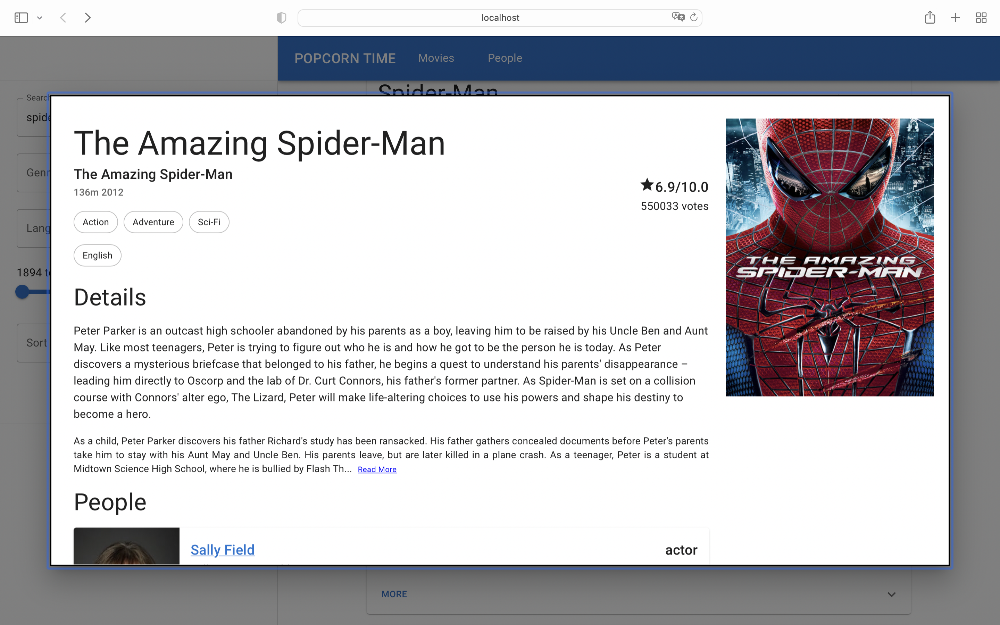 localhost
POPCORN TIME Movies People
Spider-Man
Search
spide
Genr
Lang
1894 to
Sort
The Amazing Spider-Man
The Amazing Spider-Man
136m 2012
6.9/10.0
550033 votes
Action Adventure Sci-Fi
English
THE AMAZING
SPIDER-MAN
Details
Peter Parker is an outcast high schooler abandoned by his parents as a boy, leaving him to be raised by his Uncle Ben and Aunt
May. Like most teenagers, Peter is trying to figure out who he is and how he got to be the person he is today. As Peter
discovers a mysterious briefcase that belonged to his father, he begins a quest to understand his parents' disappearance –
leading him directly to Oscorp and the lab of Dr. Curt Connors, his father's former partner. As Spider-Man is set on a collision
course with Connors' alter ego, The Lizard, Peter will make life-altering choices to use his powers and shape his destiny to
become a hero.
As a child, Peter Parker discovers his father Richard's study has been ransacked. His father gathers concealed documents before Peter's parents
take him to stay with his Aunt May and Uncle Ben. His parents leave, but are later killed in a plane crash. As a teenager, Peter is a student at
Midtown Science High School, where he is bullied by Flash Th... Read More
People
Sally Field actor
MORE